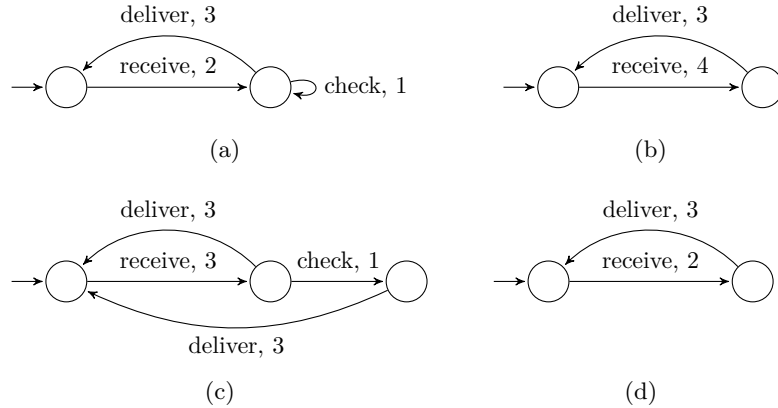 deliver, 3
receive, 2
check, 1
(a)
deliver, 3
receive, 4
(b)
deliver, 3
receive, 3
check, 1
deliver, 3
(c)
deliver, 3
receive, 2
(d)